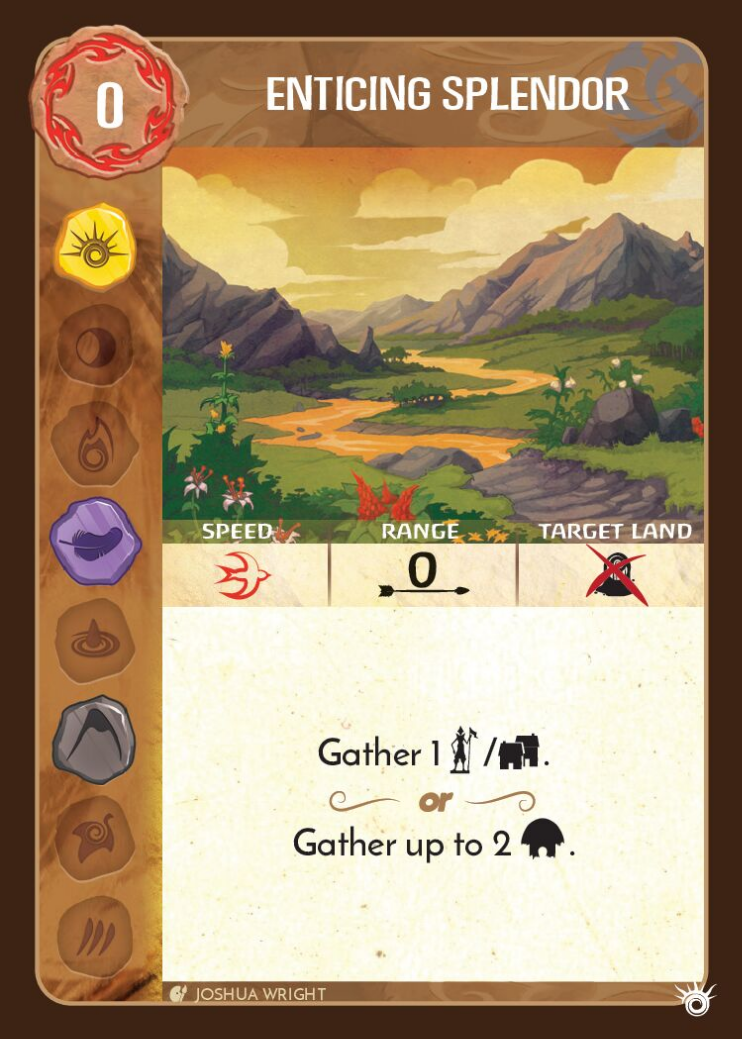 0
ENTICING SPLENDOR
SPEED RANGE TARGET LAND
0
Gather 1 / .
or
Gather up to 2 .
JOSHUA WRIGHT